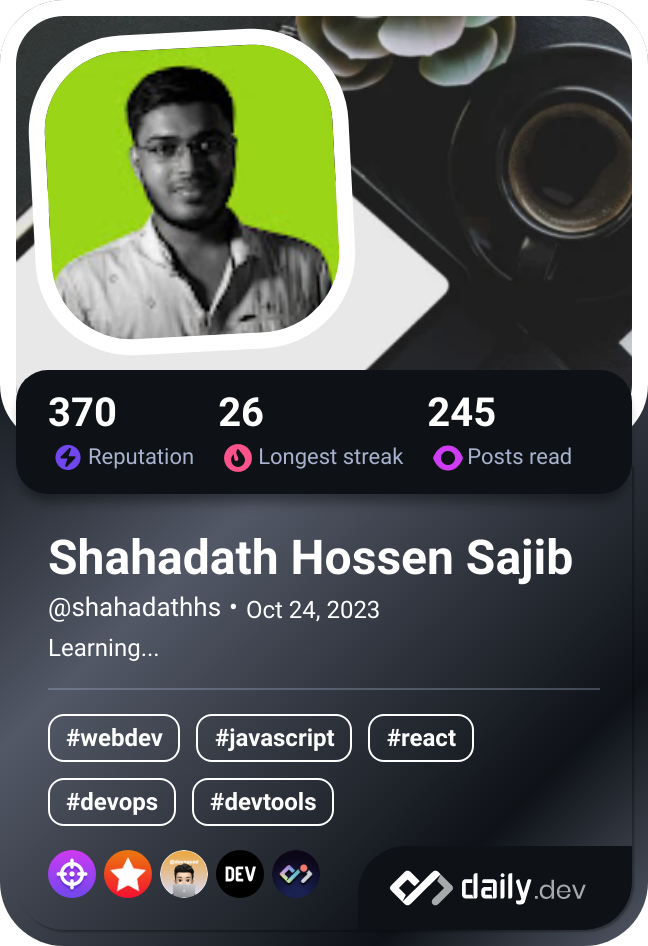 370 26 245
Reputation Longest streak Posts read
Shahadath Hossen Sajib
@shahadathhs • Oct 24, 2023
Learning...
#webdev #javascript #react
#devops #devtools
DEV
daily.dev